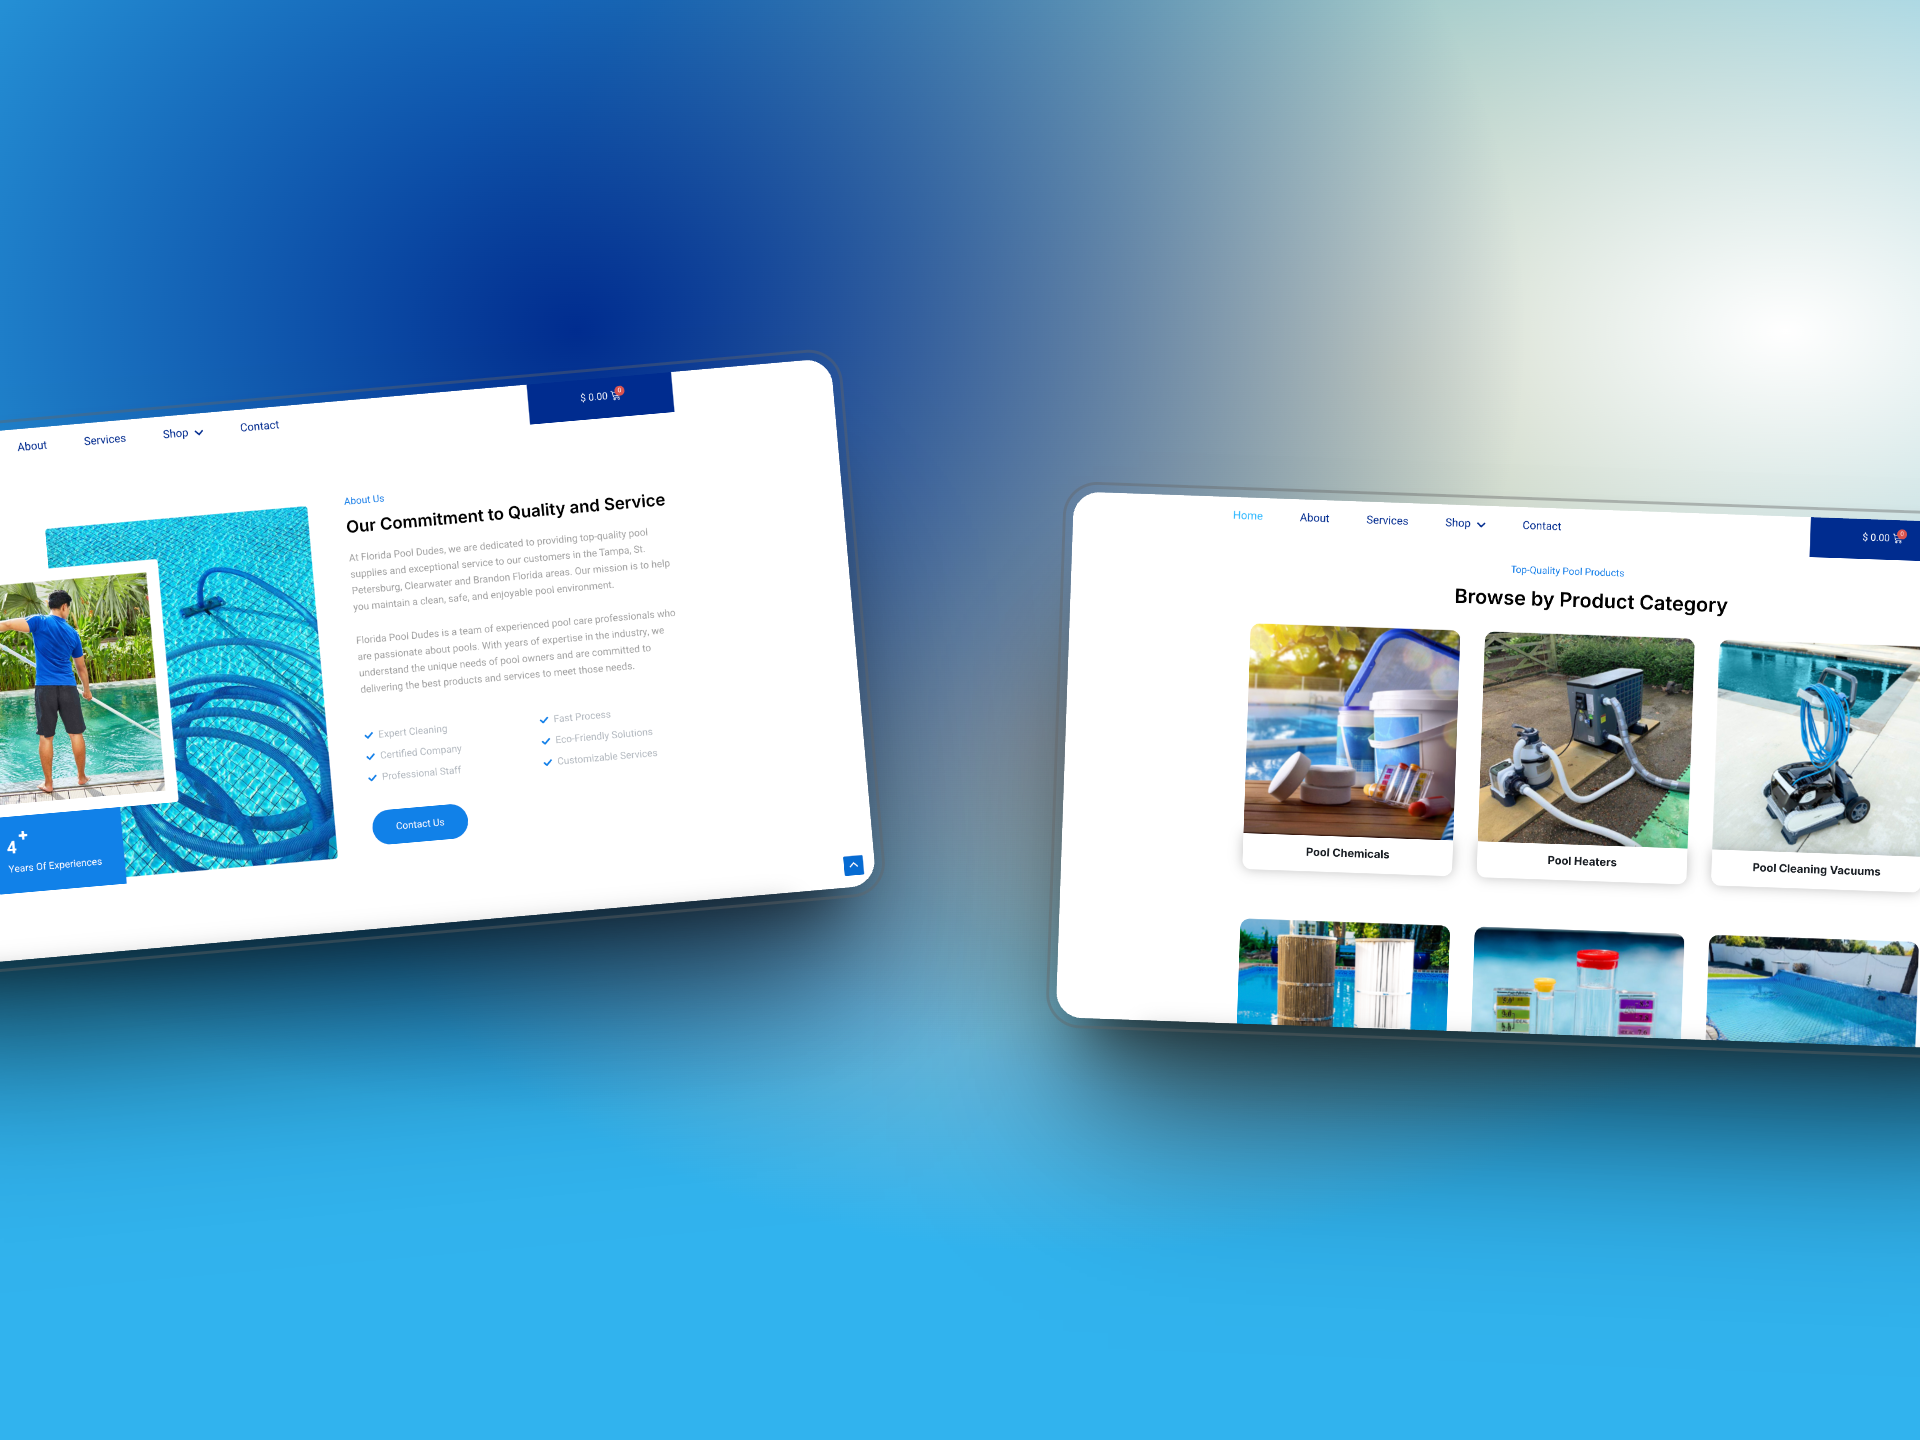 About
Services
Shop
Contact
$ 0.00
0
About Us
Our Commitment to Quality and Service
At Florida Pool Dudes, we are dedicated to providing top-quality pool
supplies and exceptional service to our customers in the Tampa, St.
Petersburg, Clearwater and Brandon Florida areas. Our mission is to help
you maintain a clean, safe, and enjoyable pool environment.
Florida Pool Dudes is a team of experienced pool care professionals who
are passionate about pools. With years of expertise in the industry, we
understand the unique needs of pool owners and are committed to
delivering the best products and services to meet those needs.
Expert Cleaning
Certified Company
Professional Staff
Fast Process
Eco-Friendly Solutions
Customizable Services
Contact Us
4+
Years Of Experiences
Home
About
Services
Shop
Contact
$ 0.00
0
Top-Quality Pool Products
Browse by Product Category
Pool Chemicals
Pool Heaters
Pool Cleaning Vacuums